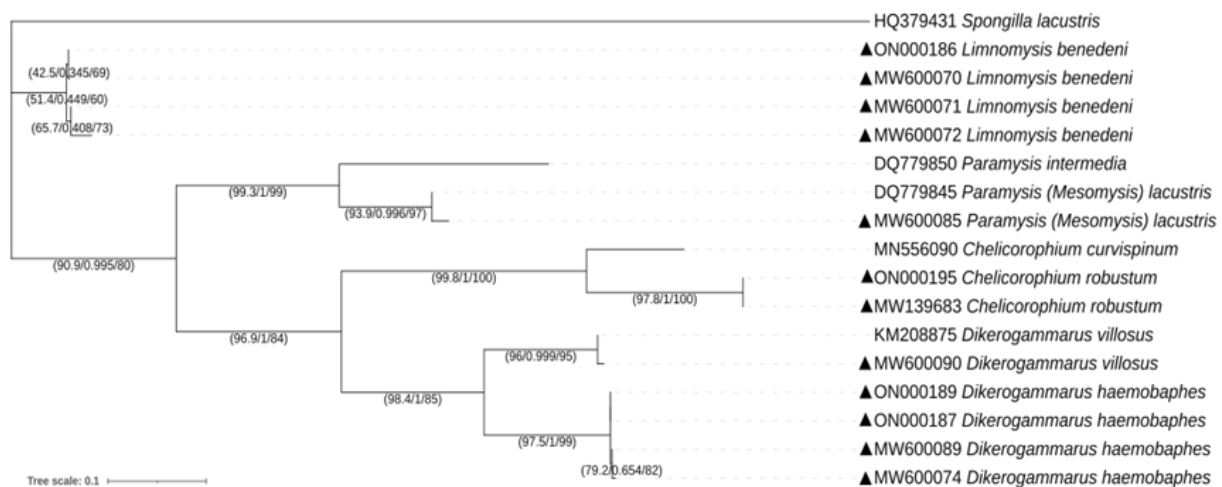 HQ379431 Spongilla lacustris
▲ON000186 Limnomysis benedeni
(42.5/0.345/69)
▲MW600070 Limnomysis benedeni
(51.4/0.449/60)
▲MW600071 Limnomysis benedeni
(65.7/0.408/73)
▲MW600072 Limnomysis benedeni
DQ779850 Paramysis intermedia
(99.3/1/99)
DQ779845 Paramysis (Mesomysis) lacustris
(93.9/0.996/97)
▲MW600085 Paramysis (Mesomysis) lacustris
MN556090 Chelicorophium curvispinum
(90.9/0.995/80)
(99.8/1/100)
▲ON000195 Chelicorophium robustum
(97.8/1/100)
▲MW139683 Chelicorophium robustum
KM208875 Dikerogammarus villosus
(96.9/1/84)
(96/0.999/95)
▲MW600090 Dikerogammarus villosus
▲ON000189 Dikerogammarus haemobaphes
(98.4/1/85)
▲ON000187 Dikerogammarus haemobaphes
(97.5/1/99)
▲MW600089 Dikerogammarus haemobaphes
(79.2/0.654/82)
▲MW600074 Dikerogammarus haemobaphes
Tree scale: 0.1